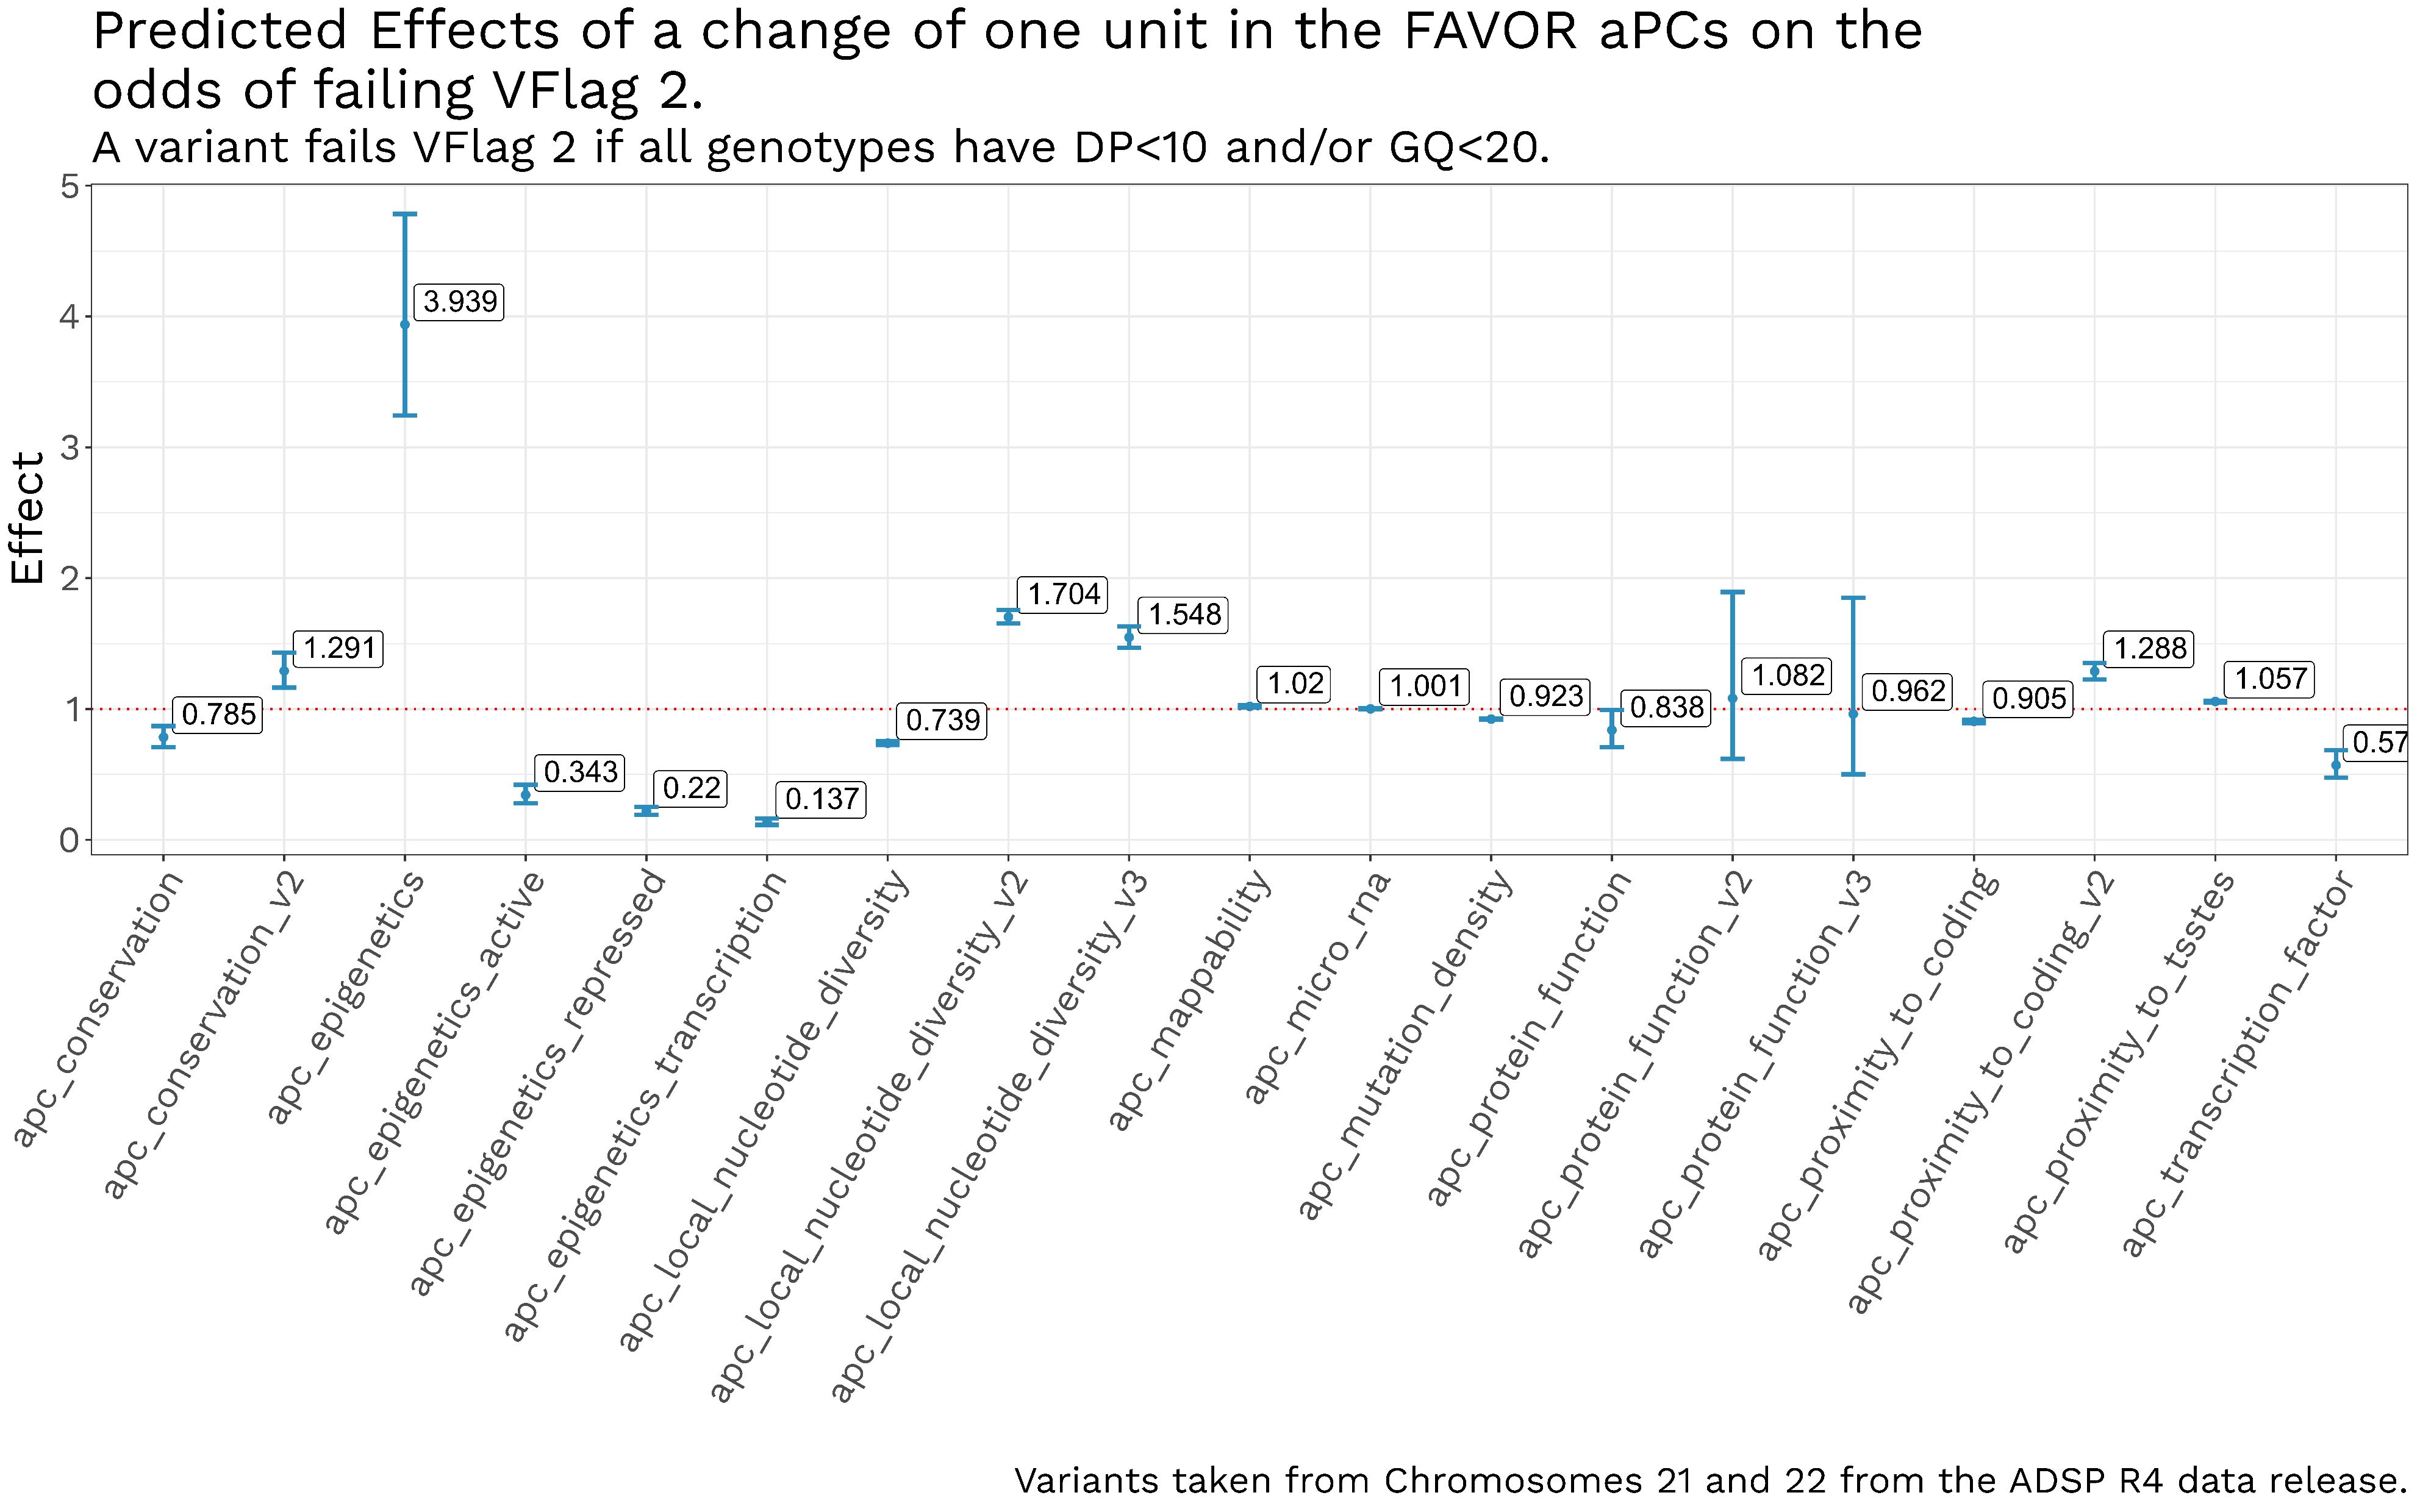 Predicted Effects of a change of one unit in the FAVOR aPCs on the
odds of failing VFlag 2.
A variant fails VFlag 2 if all genotypes have DP<10 and/or GQ<20.
Effect
5
4
3
2
1
0
0.785
1.291
3.939
0.343
0.22
0.137
0.739
1.704
1.548
1.02
1.001
0.923
0.838
1.082
0.962
0.905
1.288
1.057
0.57
apc_conservation
apc_conservation_v2
apc_epigenetics
apc_epigenetics_active
apc_epigenetics_repressed
apc_epigenetics_transcription
apc_local_nucleotide_diversity
apc_local_nucleotide_diversity_v2
apc_local_nucleotide_diversity_v3
apc_mappability
apc_micro_rna
apc_mutation_density
apc_protein_function
apc_protein_function_v2
apc_protein_function_v3
apc_proximity_to_coding
apc_proximity_to_coding_v2
apc_proximity_to_tsstes
apc_transcription_factor
Variants taken from Chromosomes 21 and 22 from the ADSP R4 data release.